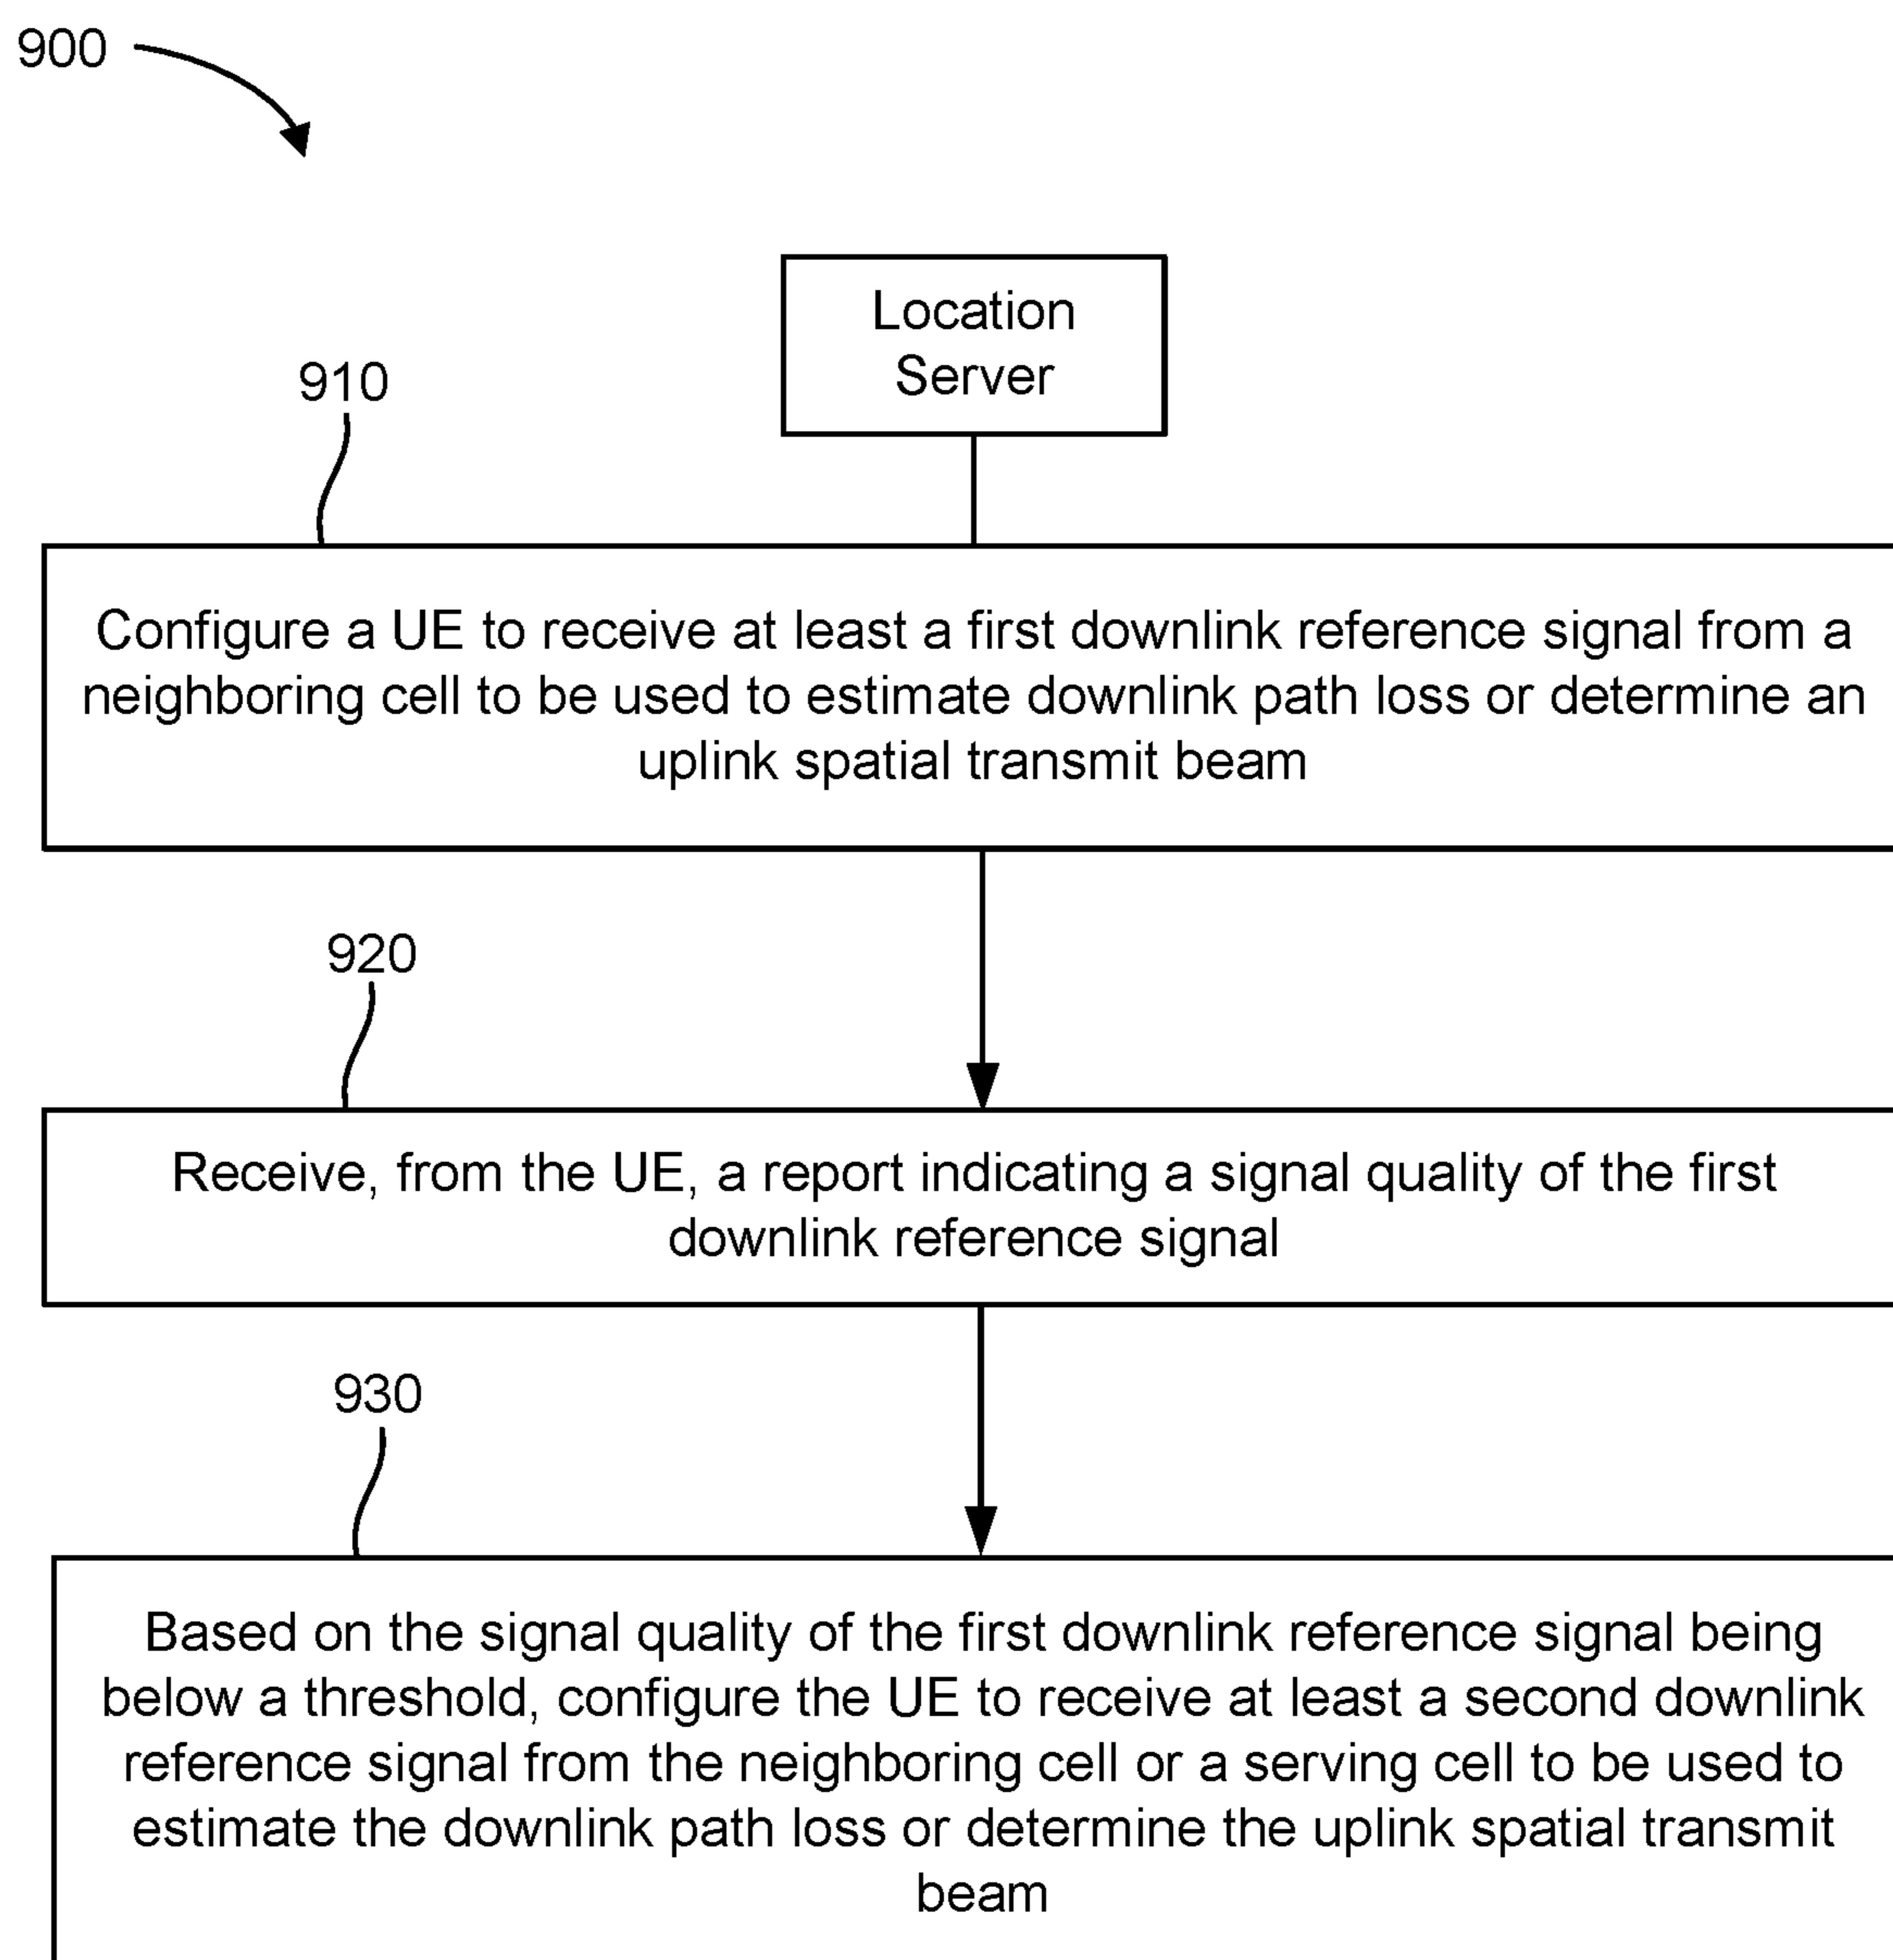 900
Location
Server
910
Configure a UE to receive at least a first downlink reference signal from a
neighboring cell to be used to estimate downlink path loss or determine an
uplink spatial transmit beam
920
Receive, from the UE, a report indicating a signal quality of the first
downlink reference signal
930
Based on the signal quality of the first downlink reference signal being
below a threshold, configure the UE to receive at least a second downlink
reference signal from the neighboring cell or a serving cell to be used to
estimate the downlink path loss or determine the uplink spatial transmit
beam